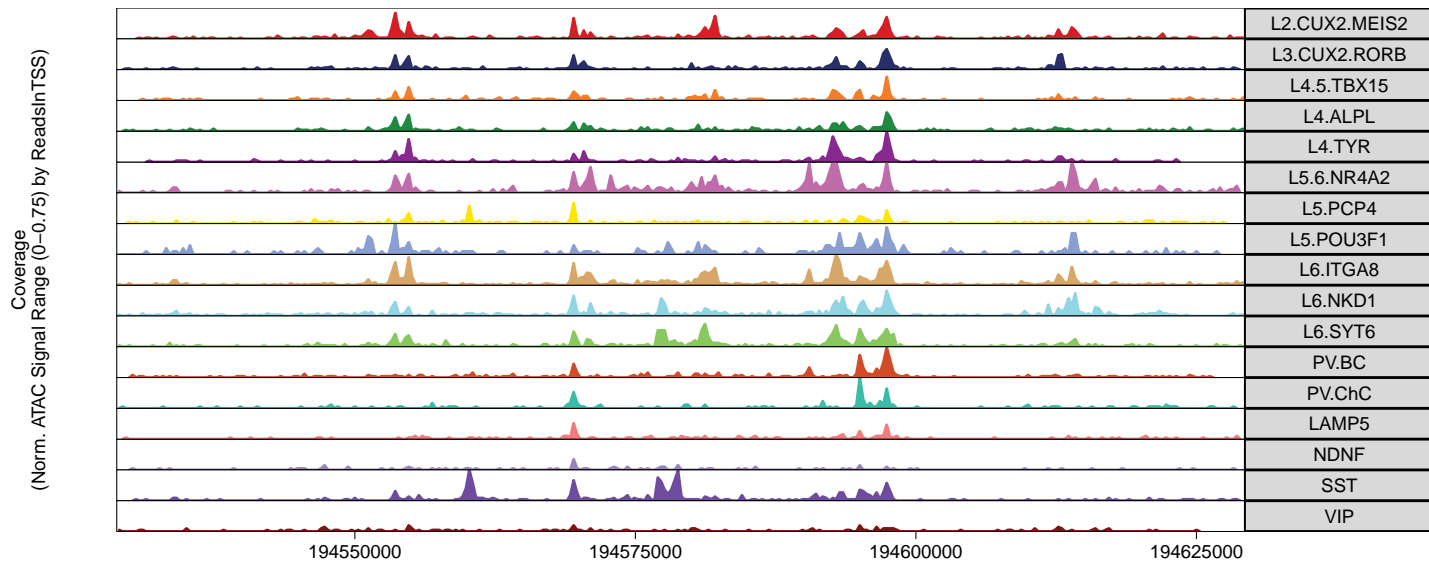 Coverage
(Norm. ATAC Signal Range (0−0.75) by ReadsInTSS)
L2.CUX2.MEIS2
L3.CUX2.RORB
L4.5.TBX15
L4.ALPL
L4.TYR
L5.6.NR4A2
L5.PCP4
L5.POU3F1
L6.ITGA8
L6.NKD1
L6.SYT6
PV.BC
PV.ChC
LAMP5
NDNF
SST
VIP
194550000 194575000 194600000 194625000